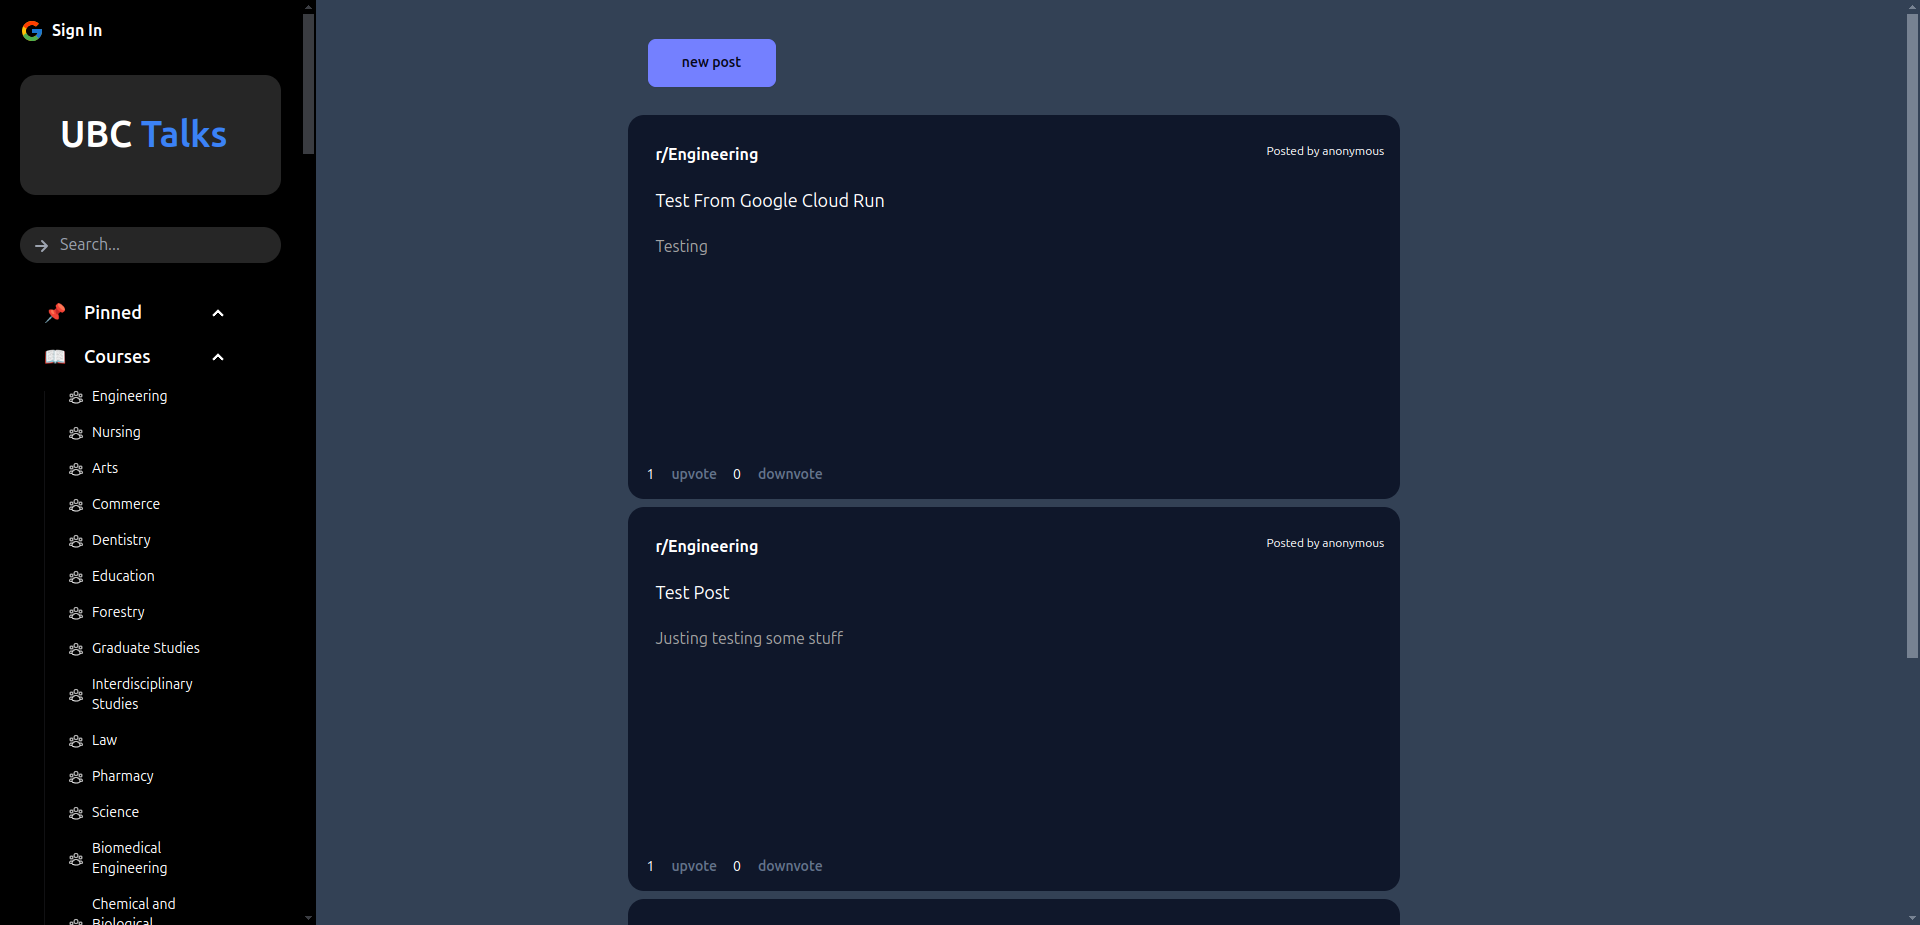 Sign In
UBC Talks
Search...
Pinned
Courses
Engineering
Nursing
Arts
Commerce
Dentistry
Education
Forestry
Graduate Studies
Interdisciplinary
Studies
Law
Pharmacy
Science
Biomedical
Engineering
Chemical and
Biological
new post
r/Engineering
Posted by anonymous
Test From Google Cloud Run
Testing
1 upvote 0 downvote
r/Engineering
Posted by anonymous
Test Post
Justing testing some stuff
1 upvote 0 downvote